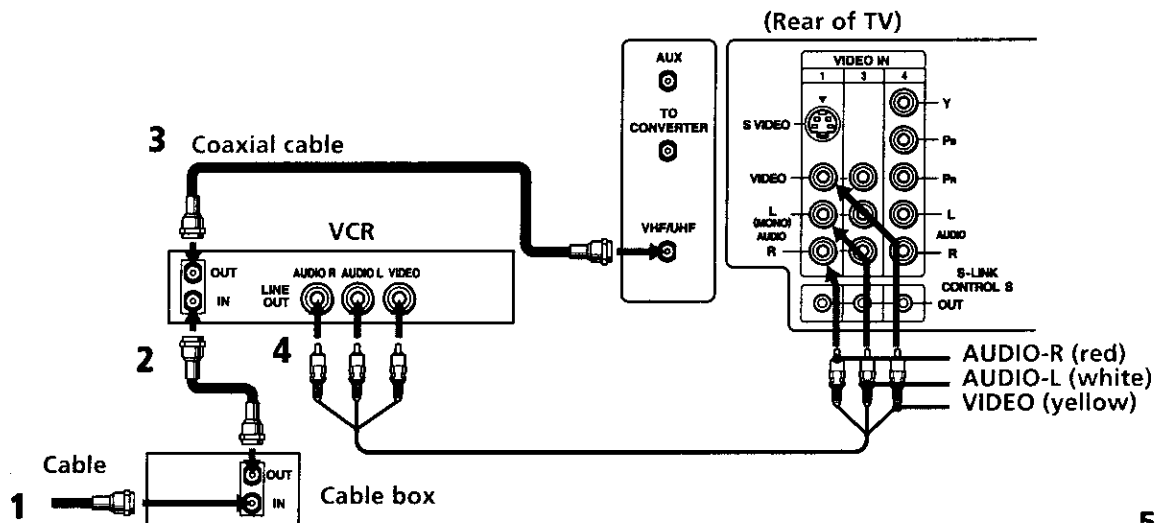 (Rear of TV)
AUX
TO
CONVERTER
VHF/UHF
VIDEO IN
1 3 4
S VIDEO
VIDEO
L
(MONO)
AUDIO
R
Y
PB
PR
L
AUDIO
R
S-LINK
CONTROL S
OUT
3 Coaxial cable
VCR
OUT
IN
AUDIO R AUDIO L VIDEO
LINE
OUT
2
4
AUDIO-R (red)
AUDIO-L (white)
VIDEO (yellow)
Cable
1
OUT
IN
Cable box